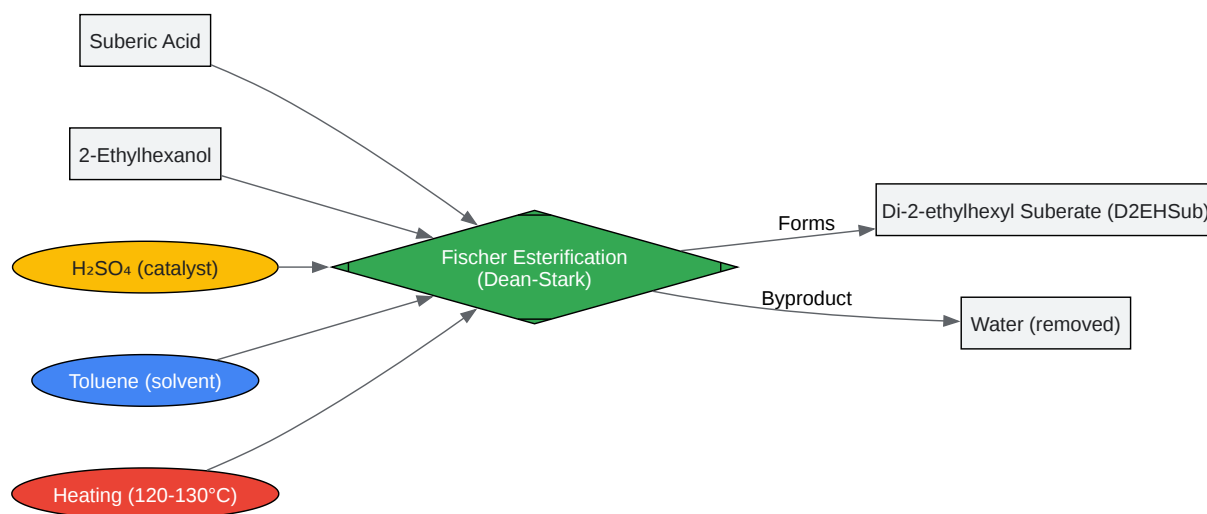 Suberic Acid
2-Ethylhexanol
H₂SO₄ (catalyst)
Toluene (solvent)
Heating (120-130°C)
Fischer Esterification
(Dean-Stark)
Forms
Byproduct
Di-2-ethylhexyl Suberate (D2EHSub)
Water (removed)